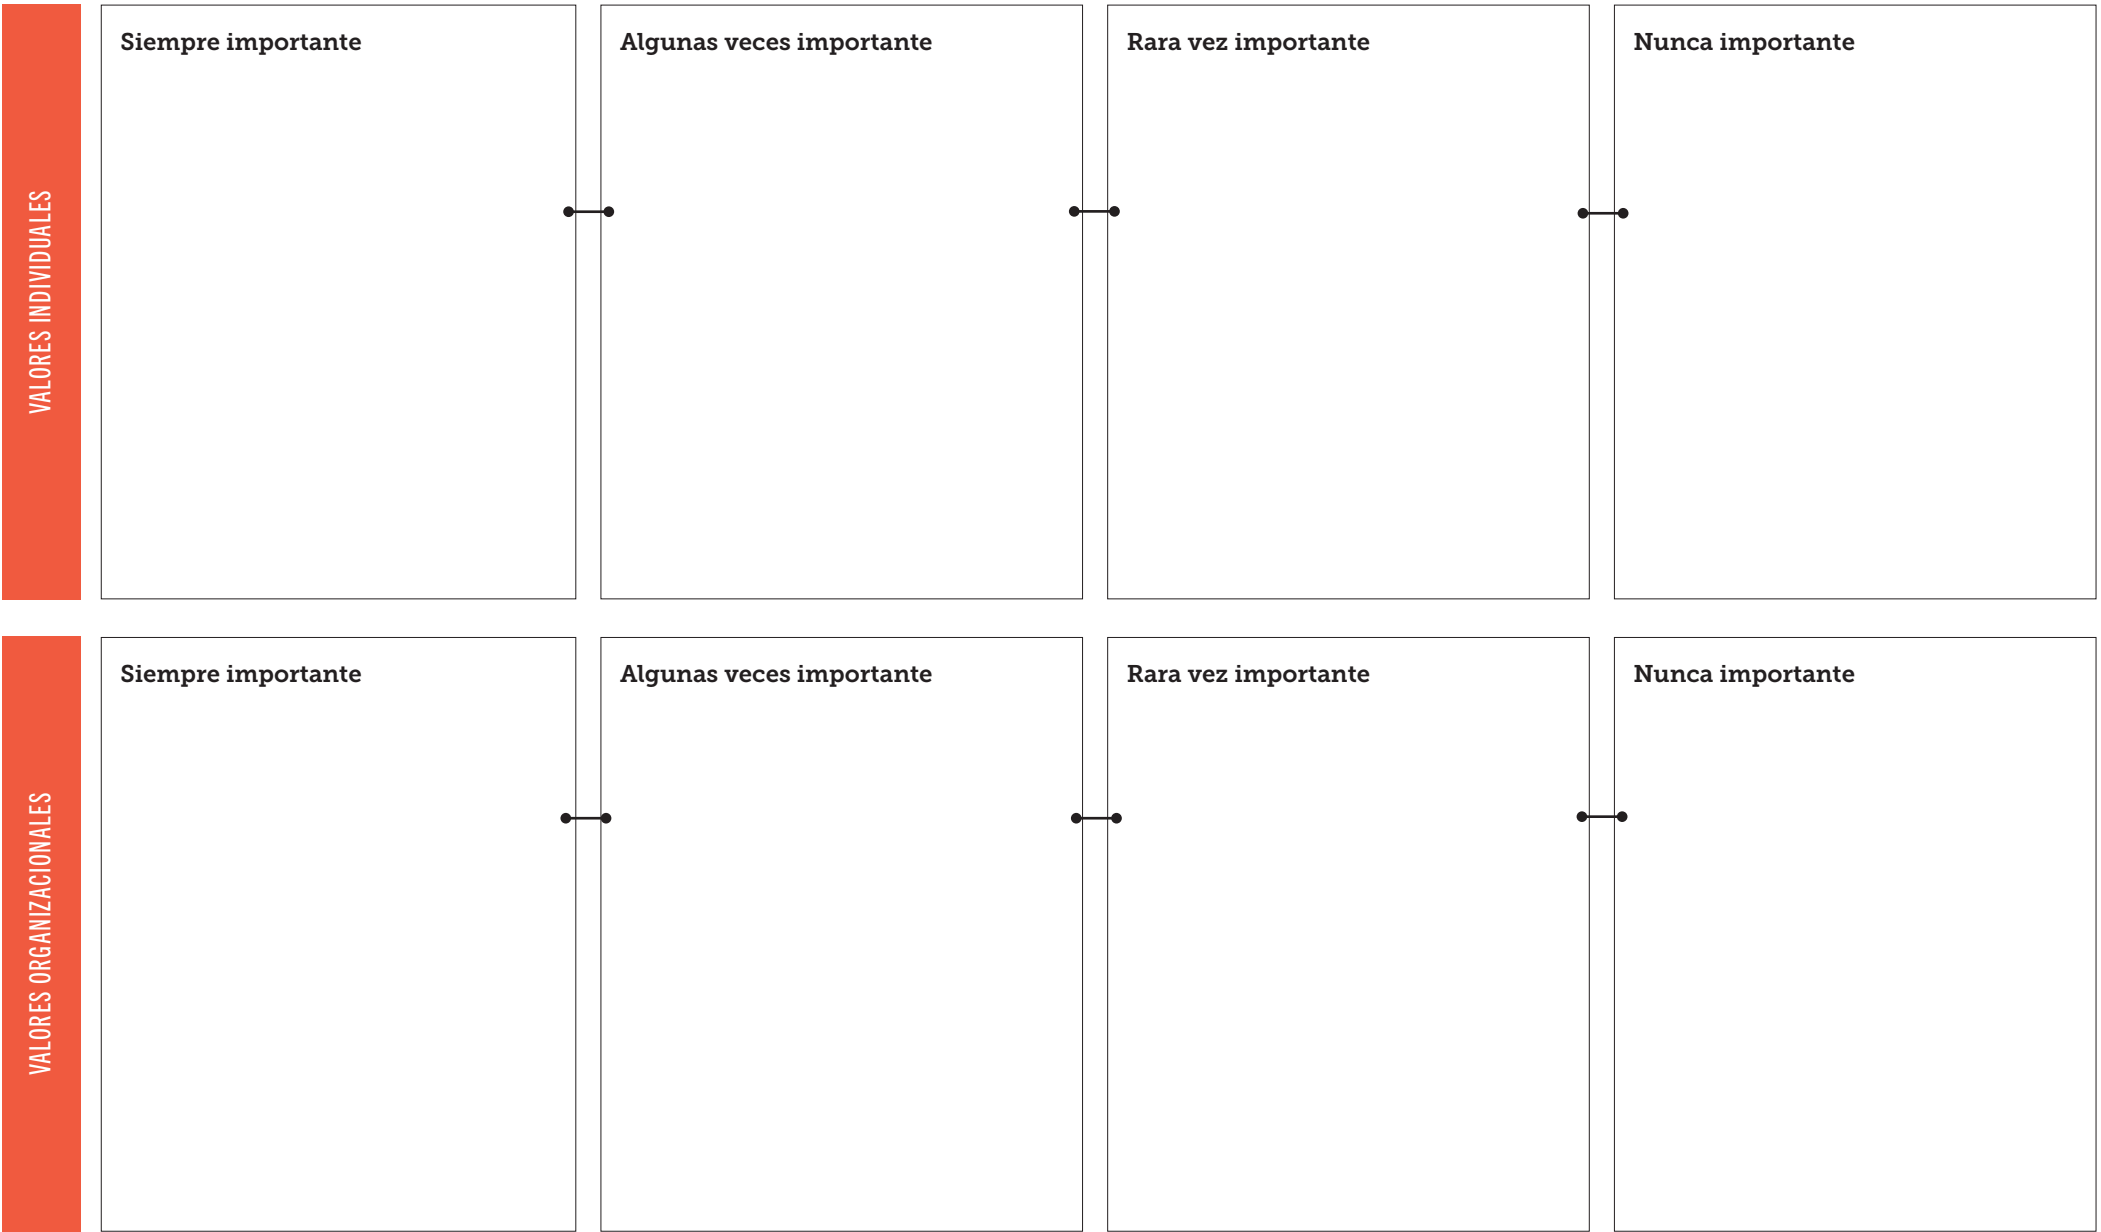 VALORES INDIVIDUALES
Siempre importante
Algunas veces importante
Rara vez importante
Nunca importante
VALORES ORGANIZACIONALES
Siempre importante
Algunas veces importante
Rara vez importante
Nunca importante